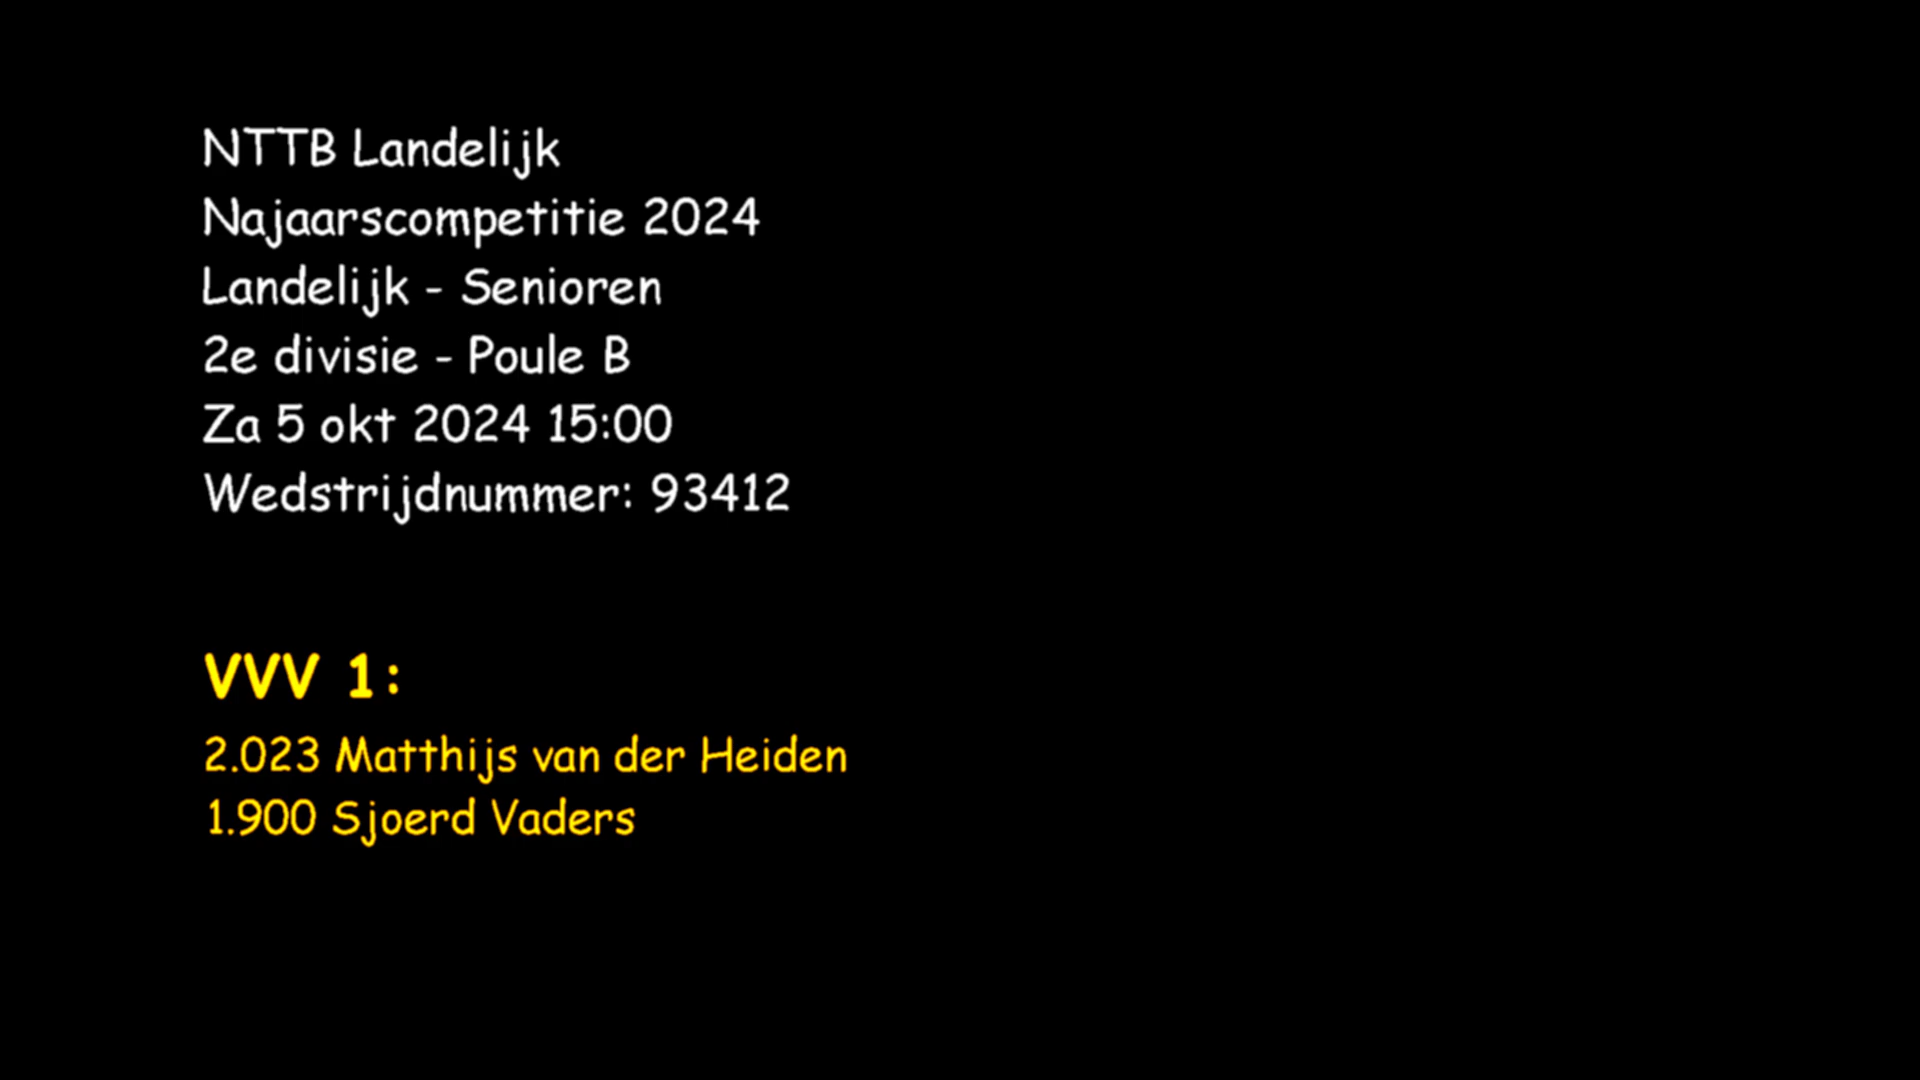 NTTB Landelijk
Najaarscompetitie 2024
Landelijk - Senioren
2e divisie - Poule B
Za 5 okt 2024 15:00
Wedstrijdnummer: 93412
VVV 1:
2.023 Matthijs van der Heiden
1.900 Sjoerd Vaders